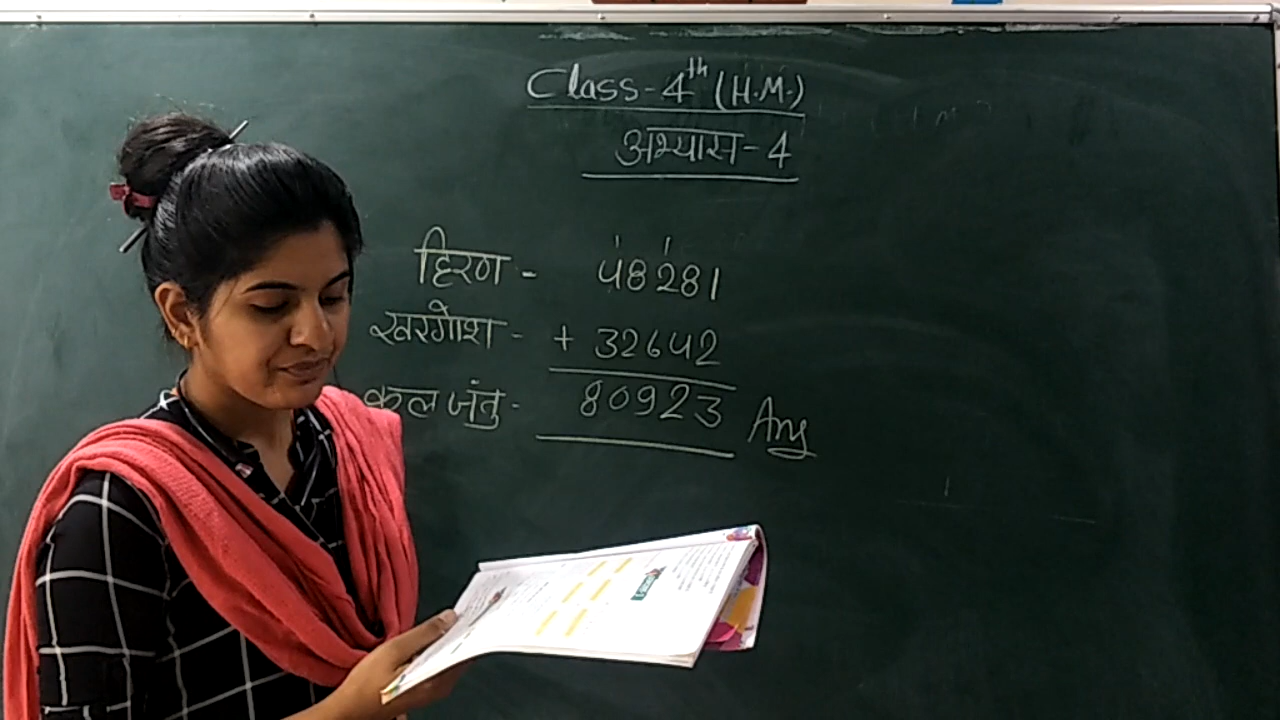 Class-4th (H.M.)
अभ्यास-4
हिरण - 48281
खरगोश - + 32642
कुल जंतु - 80923 Ans